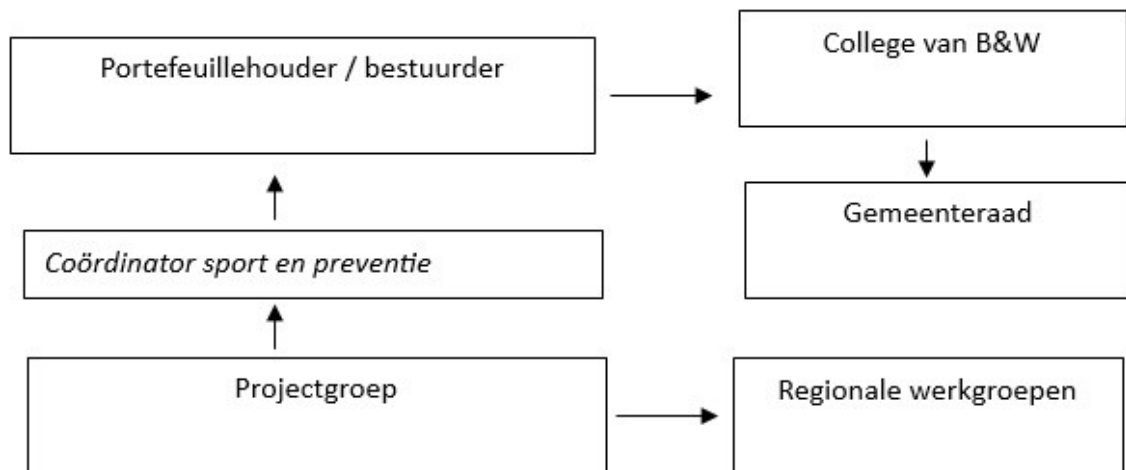 Portefeuillehouder / bestuurder
College van B&W
Gemeenteraad
Coördinator sport en preventie
Projectgroep
Regionale werkgroepen